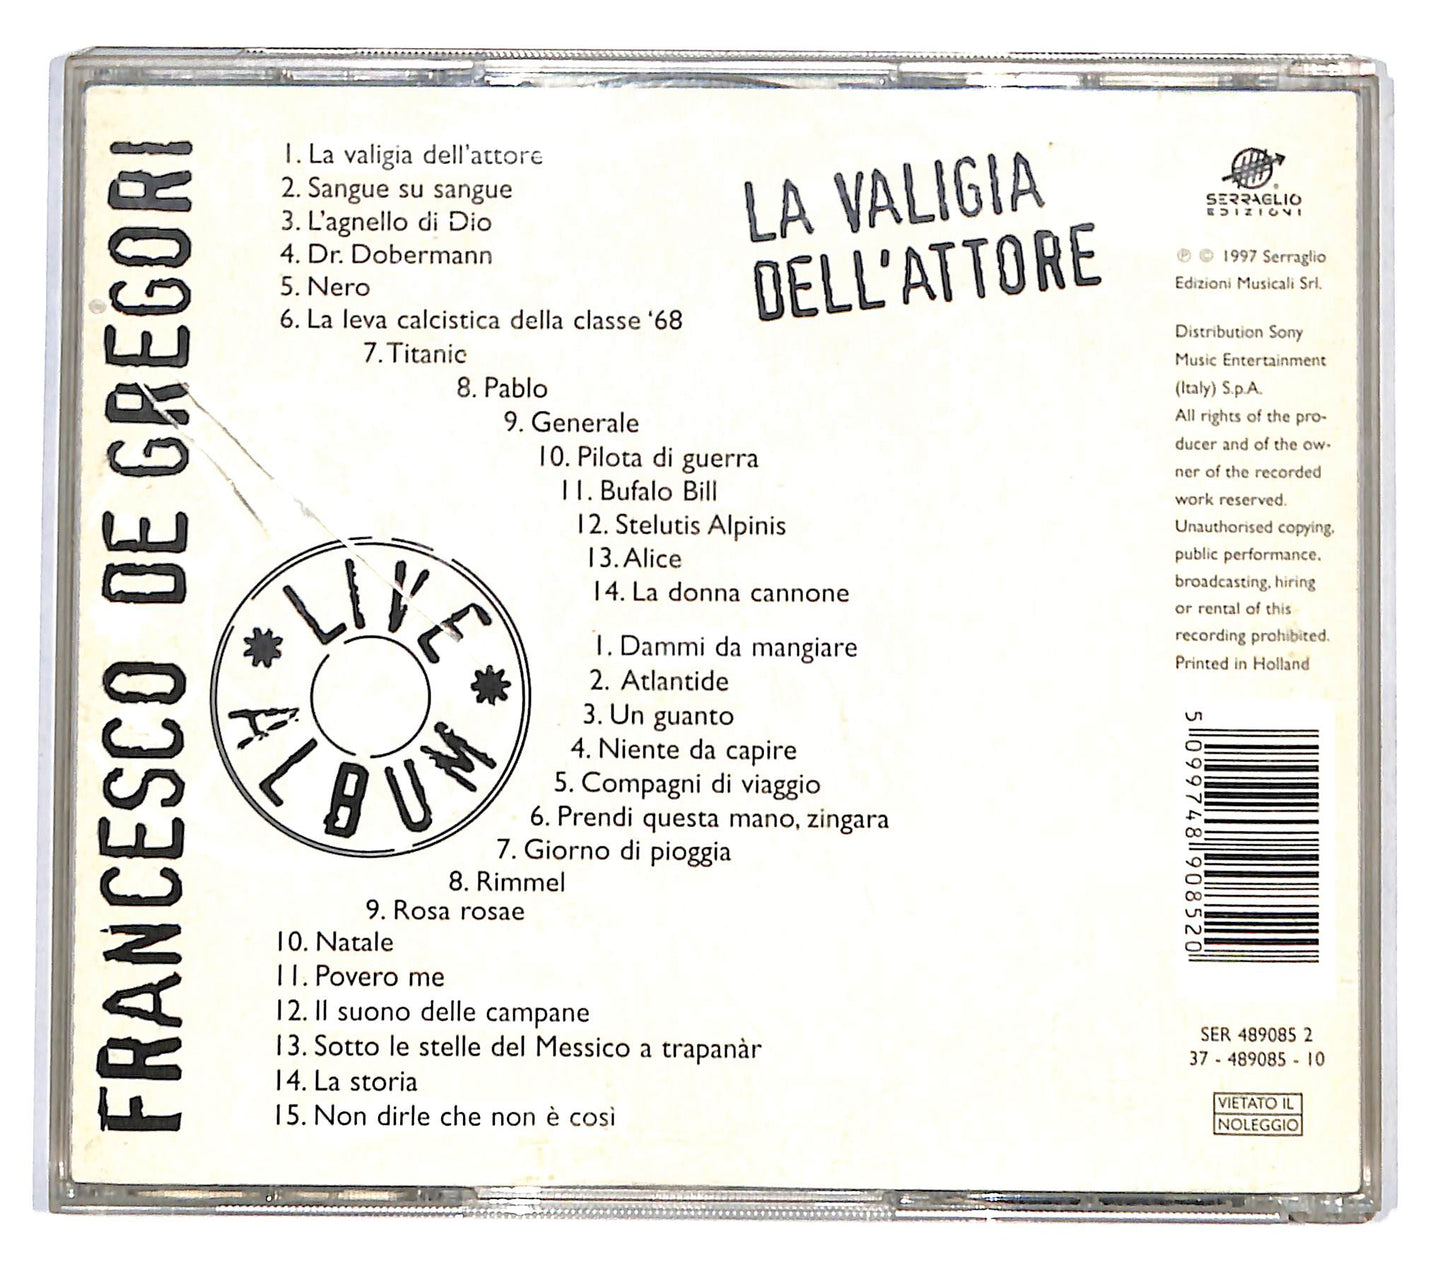 FRANCESCO DE GREGORI
1. La valigia dell'attore
2. Sangue su sangue
3. L'agnello di Dio
4. Dr. Dobermann
5. Nero
6. La leva calcistica della classe ‘68
7. Titanic
8. Pablo
9. Generale
10. Pilota di guerra
11. Bufalo Bill
12. Stelutis Alpinis
13. Alice
14. La donna cannone
1. Dammi da mangiare
2. Atlantide
3. Un guanto
4. Niente da capire
5. Compagni di viaggio
6. Prendi questa mano, zingara
7. Giorno di pioggia
8. Rimmel
9. Rosa rosae
10. Natale
11. Povero me
12. Il suono delle campane
13. Sotto le stelle del Messico a trapanàr
14. La storia
15. Non dirle che non è così
LIVE
ALBUM
LA VALIGIA
DELL'ATTORE
SERRAGLIO
EDIZIONI
℗ © 1997 Serraglio
Edizioni Musicali Srl.
Distribution Sony
Music Entertainment
(Italy) S.p.A.
All rights of the pro-
ducer and of the ow-
ner of the recorded
work reserved.
Unauthorised copying,
public performance,
broadcasting, hiring
or rental of this
recording prohibited.
Printed in Holland
5 099748 908520
SER 489085 2
37 - 489085 - 10
VIETATO IL
NOLEGGIO